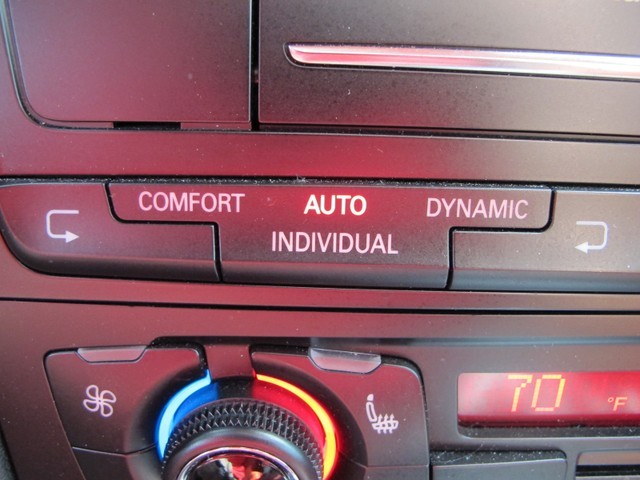 COMFORT AUTO DYNAMIC
INDIVIDUAL
70 °F